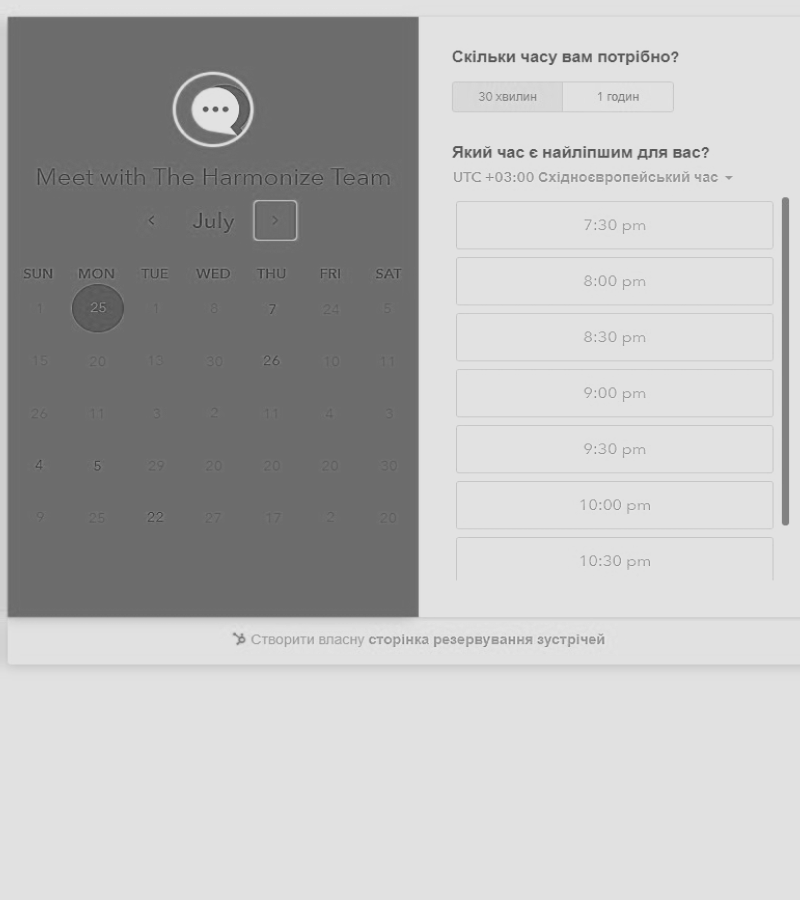 Meet with The Harmonize Team
July
SUN MON TUE WED THU FRI SAT
1 25 1 8 7 24 5
15 20 13 30 26 10 11
26 11 3 2 11 4 3
4 5 29 20 20 20 30
9 25 22 27 17 2 20
Скільки часу вам потрібно?
30 хвилин 1 годин
Який час є найліпшим для вас?
UTC +03:00 Східноєвропейський час
7:30 pm
8:00 pm
8:30 pm
9:00 pm
9:30 pm
10:00 pm
10:30 pm
Створити власну сторінка резервування зустрічей